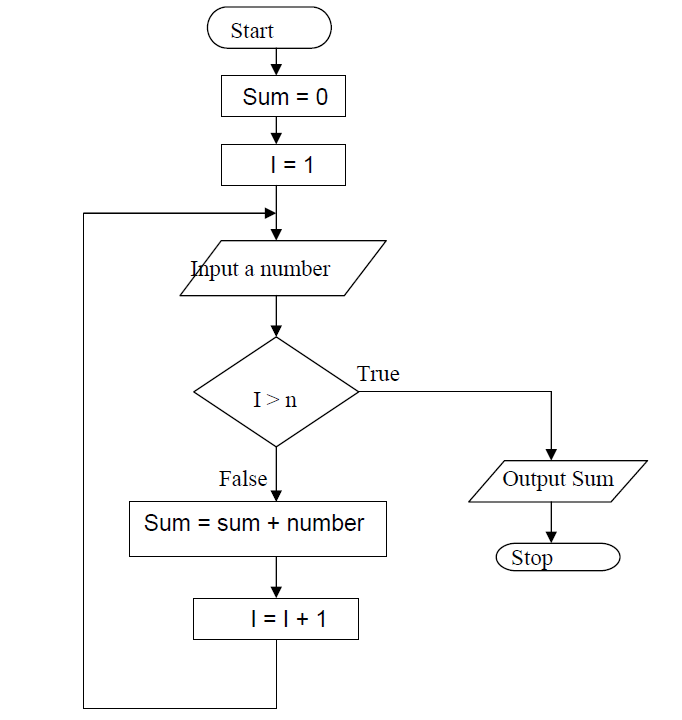 Start
Sum = 0
I = 1
Input a number
True
I > n
False
Output Sum
Sum = sum + number
Stop
I = I + 1